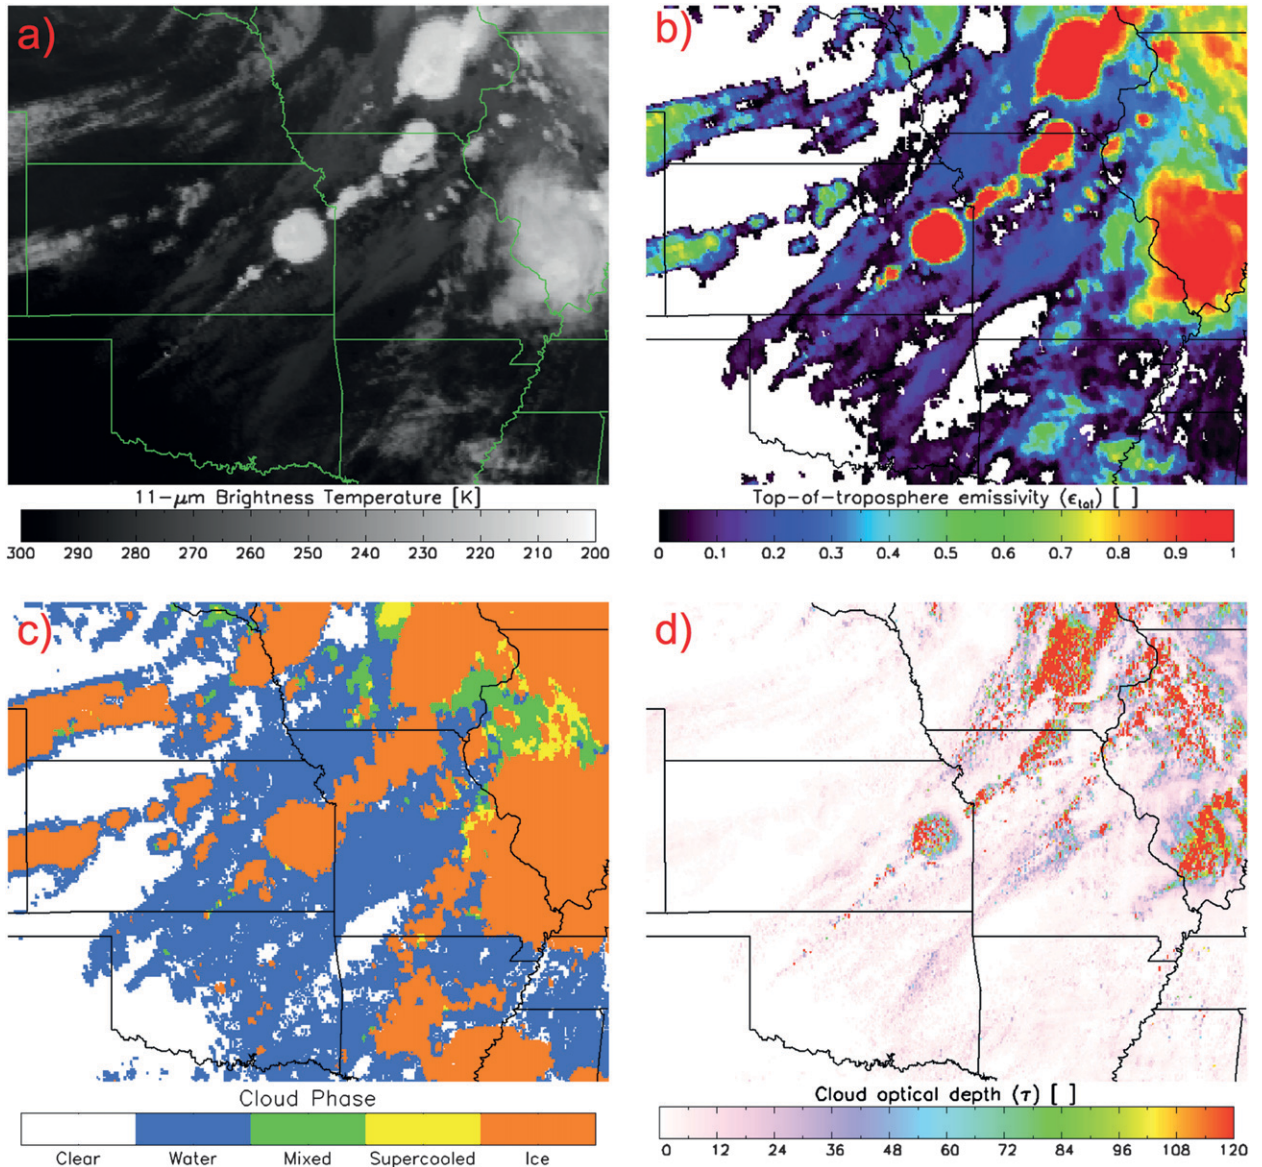 a)
b)
11-μm Brightness Temperature [K]
300 290 280 270 260 250 240 230 220 210 200
Top-of-troposphere emissivity (ϵtot) [ ]
0 0.1 0.2 0.3 0.4 0.5 0.6 0.7 0.8 0.9 1
c)
d)
Cloud Phase
Clear Water Mixed Supercooled Ice
Cloud optical depth (τ) [ ]
0 12 24 36 48 60 72 84 96 108 120